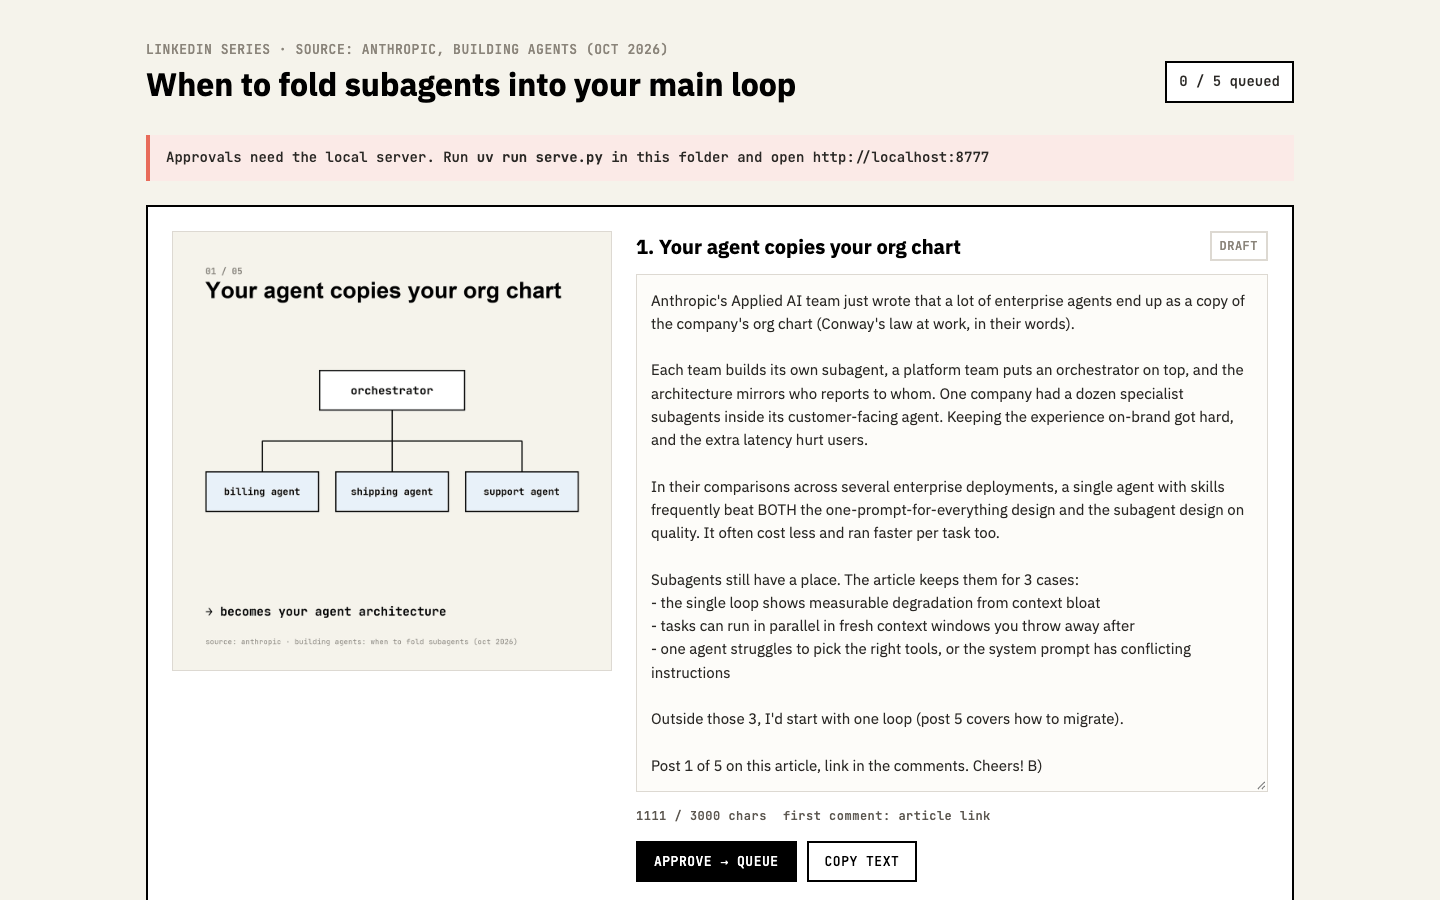 LINKEDIN SERIES · SOURCE: ANTHROPIC, BUILDING AGENTS (OCT 2026)
When to fold subagents into your main loop
0 / 5 queued
Approvals need the local server. Run uv run serve.py in this folder and open http://localhost:8777
01 / 05
Your agent copies your org chart
orchestrator
billing agent
shipping agent
support agent
→ becomes your agent architecture
source: anthropic · building agents: when to fold subagents (oct 2026)
1. Your agent copies your org chart
DRAFT
Anthropic's Applied AI team just wrote that a lot of enterprise agents end up as a copy of
the company's org chart (Conway's law at work, in their words).
Each team builds its own subagent, a platform team puts an orchestrator on top, and the
architecture mirrors who reports to whom. One company had a dozen specialist
subagents inside its customer-facing agent. Keeping the experience on-brand got hard,
and the extra latency hurt users.
In their comparisons across several enterprise deployments, a single agent with skills
frequently beat BOTH the one-prompt-for-everything design and the subagent design on
quality. It often cost less and ran faster per task too.
Subagents still have a place. The article keeps them for 3 cases:
- the single loop shows measurable degradation from context bloat
- tasks can run in parallel in fresh context windows you throw away after
- one agent struggles to pick the right tools, or the system prompt has conflicting
instructions
Outside those 3, I'd start with one loop (post 5 covers how to migrate).
Post 1 of 5 on this article, link in the comments. Cheers! B)
1111 / 3000 chars first comment: article link
APPROVE → QUEUE
COPY TEXT